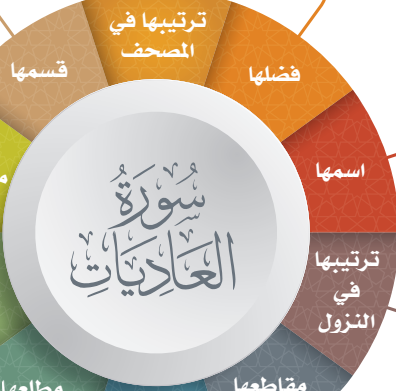 ترتيبها في
المصحف
فضلها
قسمها
اسمها
سُورَةُ
العَادِيَاتِ
ترتيبها
في
النزول
مقاطعها